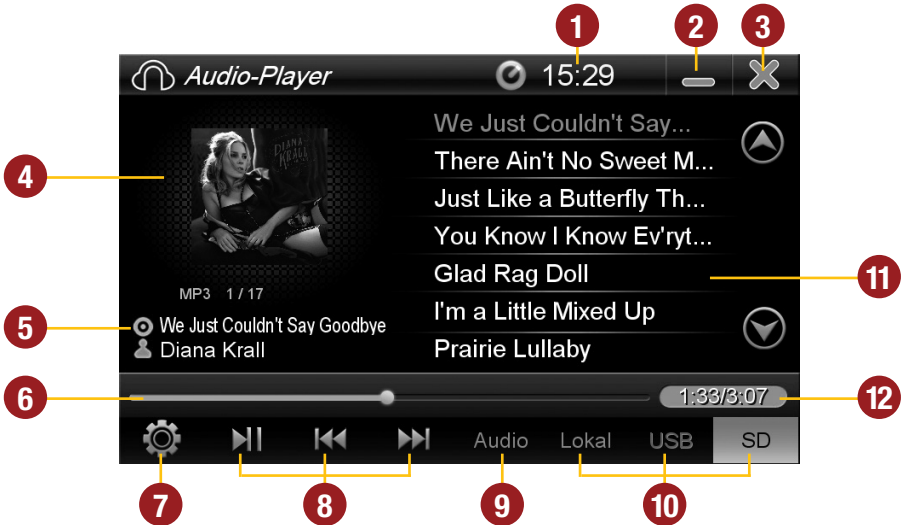 1
2
3
Audio-Player
15:29
4
DIANA
KRALL
MP3 1 / 17
5
We Just Couldn't Say Goodbye
Diana Krall
We Just Couldn't Say...
There Ain't No Sweet M...
Just Like a Butterfly Th...
You Know I Know Ev'ryt...
Glad Rag Doll
I'm a Little Mixed Up
Prairie Lullaby
11
6
1:33/3:07
12
Audio
Lokal
USB
SD
7
8
9
10